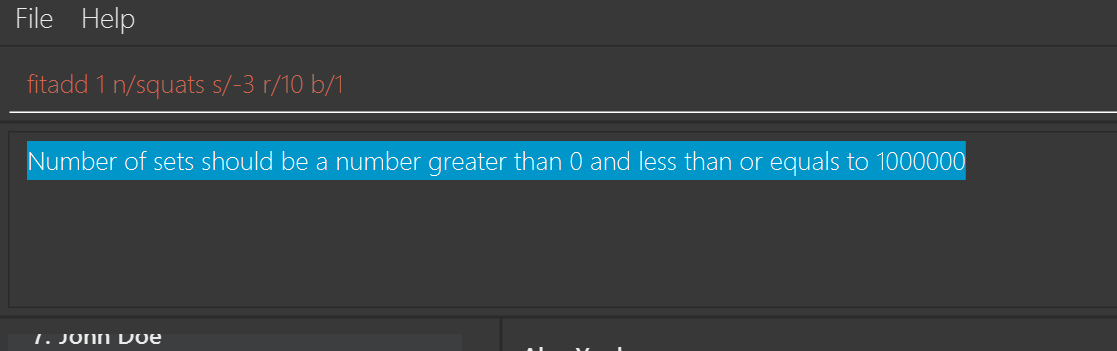 File Help
fitadd 1 n/squats s/-3 r/10 b/1
Number of sets should be a number greater than 0 and less than or equals to 1000000
7. John Doe